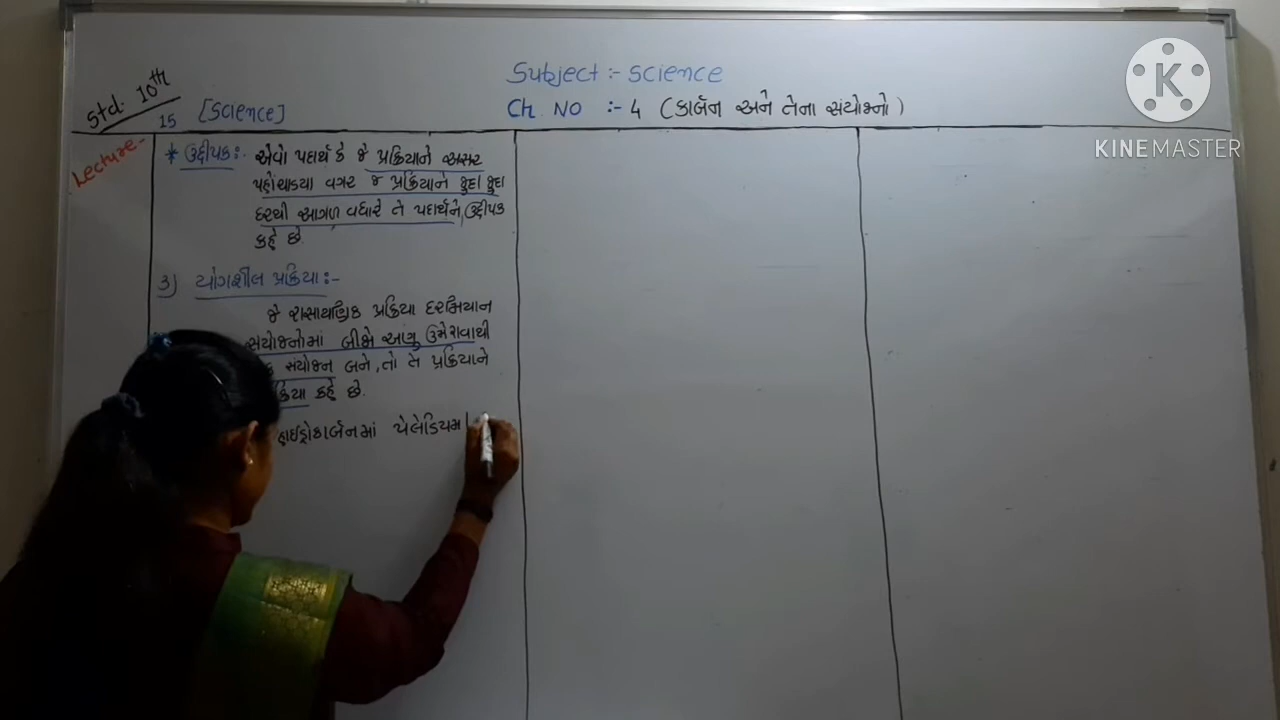 Subject :- Science
Std. 10th
15 [Science]
Ch NO :- 4 (કાર્બન અને તેના સંયોજનો)
Lecture-
* ઉદ્દીપક:- એવો પદાર્થ કે જે પ્રક્રિયાને અસર
પહોંચાડયા વગર જ પ્રક્રિયાને જુદા જુદા
દરથી આગળ વધારે તે પદાર્થને, ઉદ્દીપક
કહે છે.
3) યોગશીલ પ્રક્રિયા:-
જે રાસાયણિક પ્રક્રિયા દરમિયાન
સંયોજનોમાં બીજો અણુ ઉમેરાવાથી
સંયોજન બને, તો તે પ્રક્રિયાને
કહે છે.
હાઈડ્રોકાર્બનમાં પેલેડિયમ
K
KINEMASTER